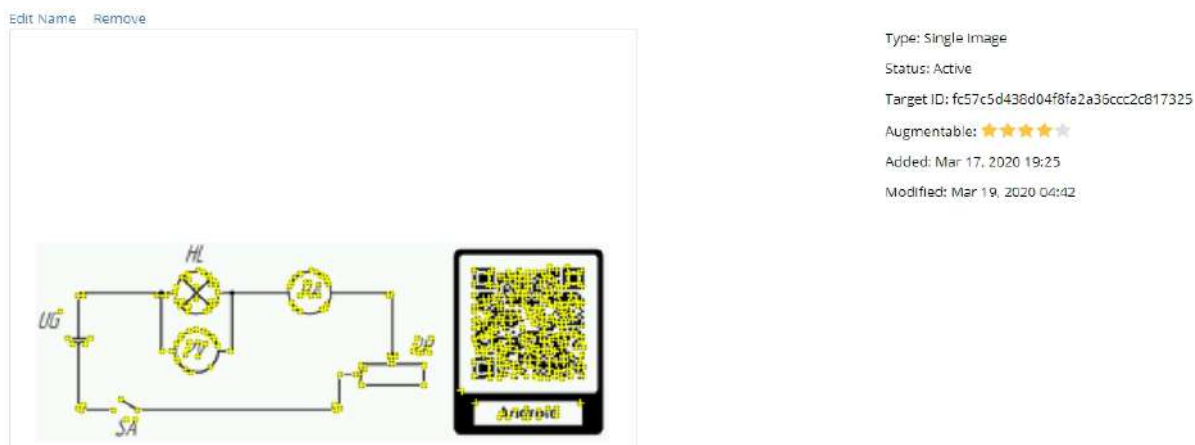 Edit Name Remove
Type: Single Image
Status: Active
Target ID: fc57c5d438d04f8fa2a36ccc2c817325
Augmentable:
Added: Mar 17, 2020 19:25
Modified: Mar 19, 2020 04:42
HL
PA
UG
PV
RP
SA
Android